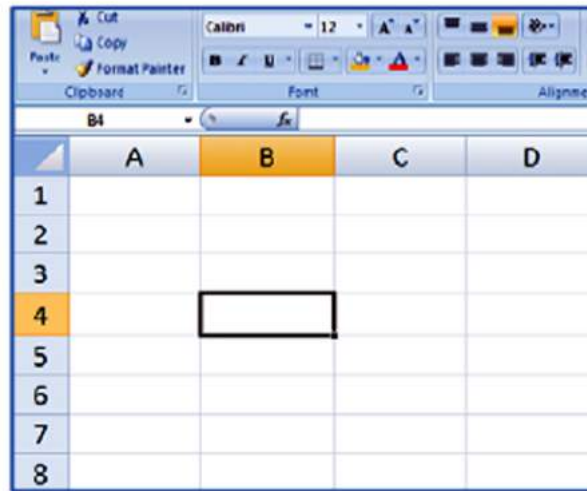 Cut
Calibri 12 A A
Copy
Paste
Format Painter
B I U A
Clipboard Font Alignme
B4 fx
A B C D
1
2
3
4
5
6
7
8